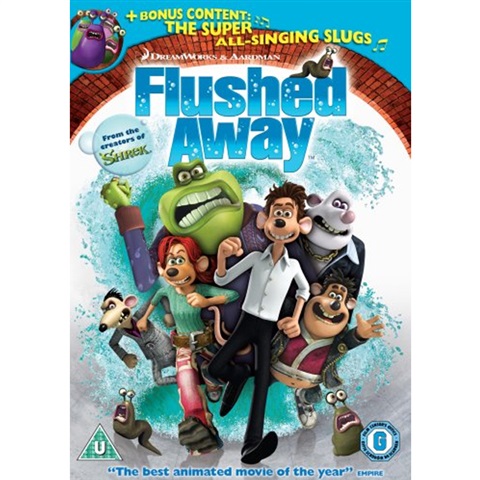 + BONUS CONTENT:
THE SUPER
ALL-SINGING SLUGS
DREAMWORKS & AARDMAN
Flushed
Away™
From the
creators of
SHREK
U
G
"The best animated movie of the year" EMPIRE